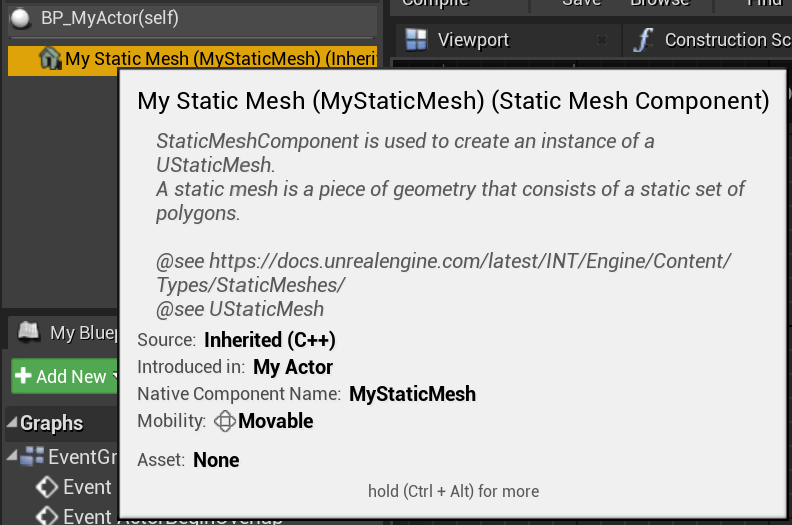 BP_MyActor(self)
Compile Save Browse Find
Viewport
Construction Sc
My Static Mesh (MyStaticMesh) (Inheri
My Static Mesh (MyStaticMesh) (Static Mesh Component)
StaticMeshComponent is used to create an instance of a
UStaticMesh.
A static mesh is a piece of geometry that consists of a static set of
polygons.
@see https://docs.unrealengine.com/latest/INT/Engine/Content/
Types/StaticMeshes/
@see UStaticMesh
Source: Inherited (C++)
Introduced in: My Actor
Native Component Name: MyStaticMesh
Mobility: Movable
Asset: None
hold (Ctrl + Alt) for more
My Bluep
Add New
Graphs
EventGr
Event
Event ActorBeginOverlap